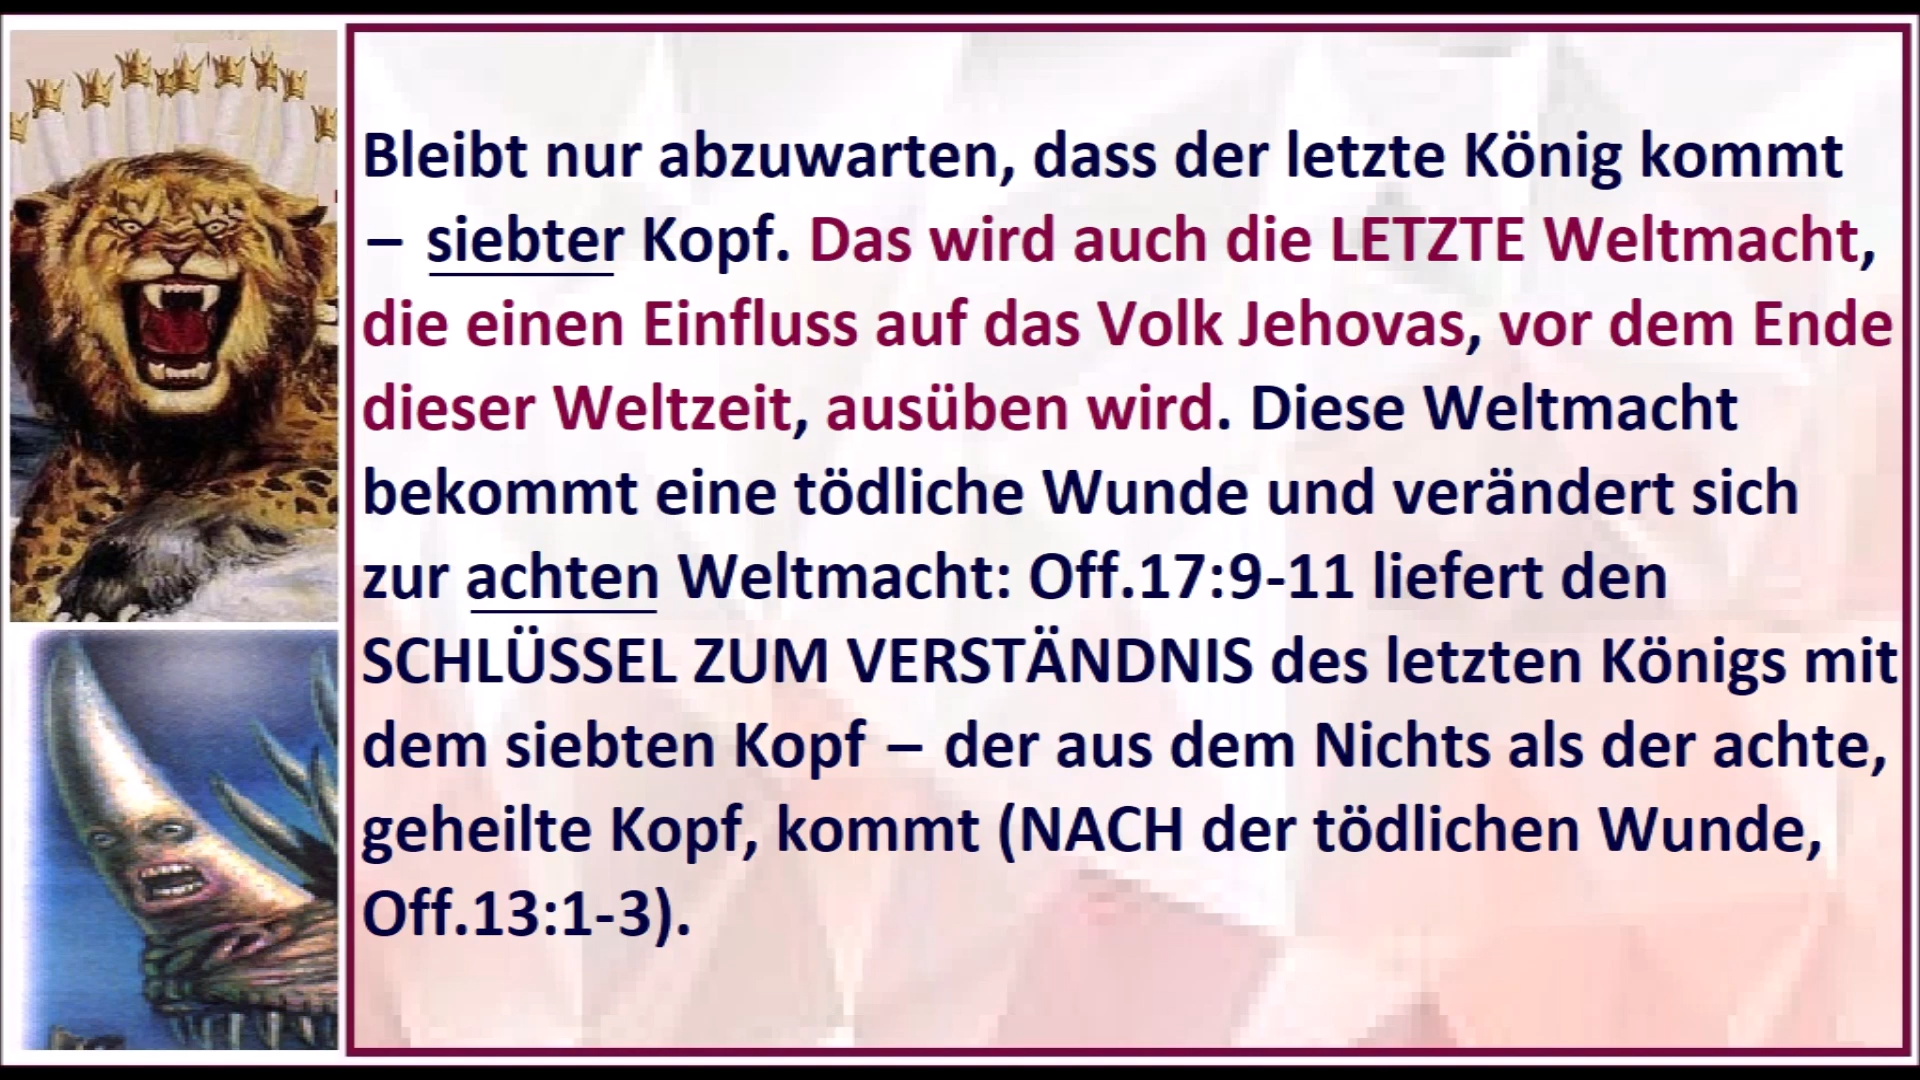 Bleibt nur abzuwarten, dass der letzte König kommt
– siebter Kopf. Das wird auch die LETZTE Weltmacht,
die einen Einfluss auf das Volk Jehovas, vor dem Ende
dieser Weltzeit, ausüben wird. Diese Weltmacht
bekommt eine tödliche Wunde und verändert sich
zur achten Weltmacht: Off.17:9-11 liefert den
SCHLÜSSEL ZUM VERSTÄNDNIS des letzten Königs mit
dem siebten Kopf – der aus dem Nichts als der achte,
geheilte Kopf, kommt (NACH der tödlichen Wunde,
Off.13:1-3).